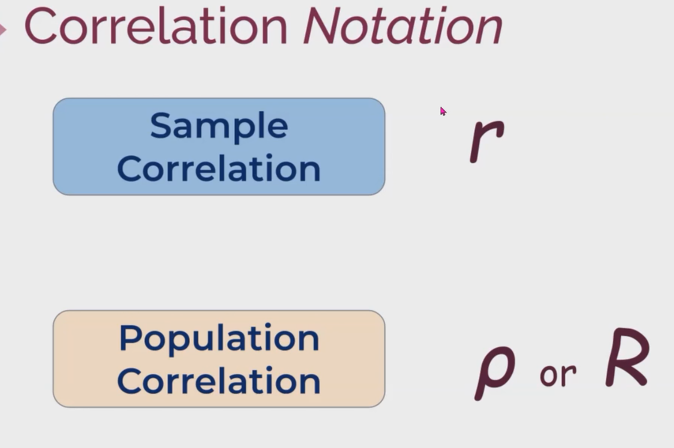 Correlation Notation
Sample
Correlation
r
Population
Correlation
ρ or R